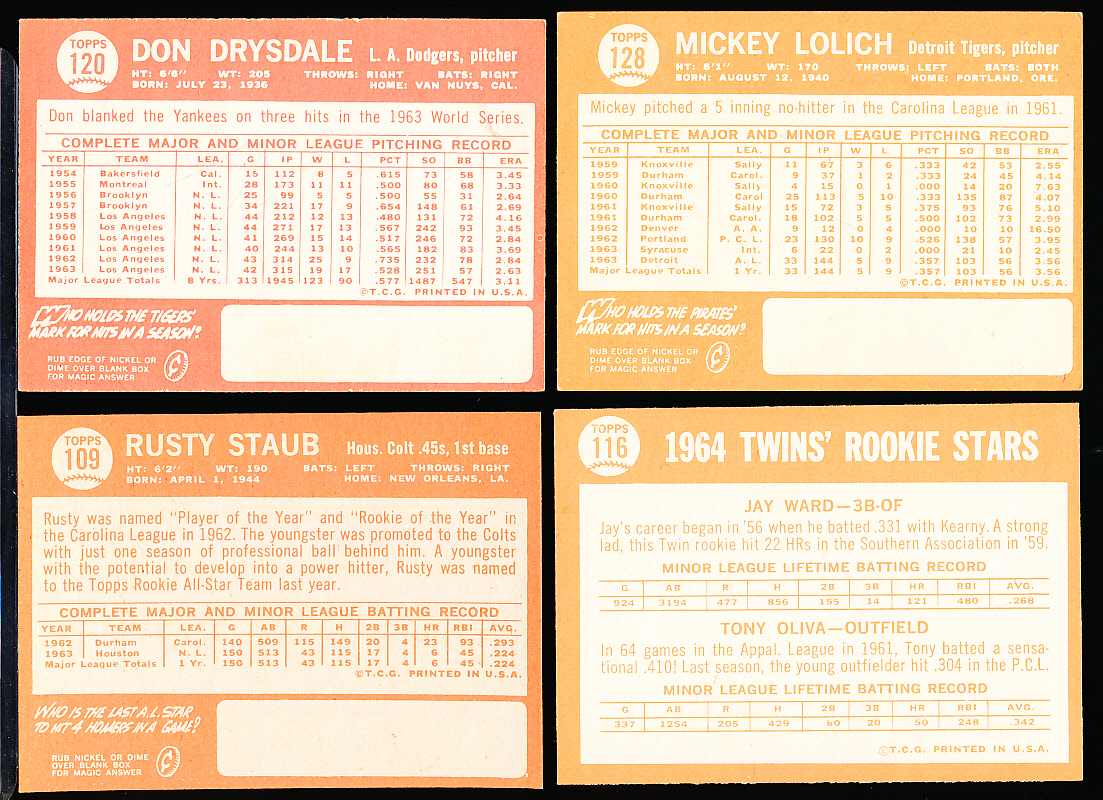 TOPPS
120
DON DRYSDALE L. A. Dodgers, pitcher
HT: 6'6" WT: 205 THROWS: RIGHT BATS: RIGHT
BORN: JULY 23, 1936 HOME: VAN NUYS, CAL.
Don blanked the Yankees on three hits in the 1963 World Series.
COMPLETE MAJOR AND MINOR LEAGUE PITCHING RECORD
YEAR TEAM LEA. G IP W L PCT SO BB ERA
1954 Bakersfield Cal. 15 112 8 5 .615 73 58 3.45
1955 Montreal Int. 28 173 11 11 .500 80 68 3.33
1956 Brooklyn N. L. 25 99 5 5 .500 55 31 2.64
1957 Brooklyn N. L. 34 221 17 9 .654 148 61 2.69
1958 Los Angeles N. L. 44 212 12 13 .480 131 72 4.16
1959 Los Angeles N. L. 44 271 17 13 .567 242 93 3.45
1960 Los Angeles N. L. 41 269 15 14 .517 246 72 2.84
1961 Los Angeles N. L. 40 244 13 10 .565 182 83 3.69
1962 Los Angeles N. L. 43 314 25 9 .735 232 78 2.84
1963 Los Angeles N. L. 42 315 19 17 .528 251 57 2.63
Major League Totals 8 Yrs. 313 1945 123 90 .577 1487 547 3.11
©T.C.G. PRINTED IN U.S.A.
WHO HOLDS THE TIGERS'
MARK FOR HITS IN A SEASON?
RUB EDGE OF NICKEL OR
DIME OVER BLANK BOX
FOR MAGIC ANSWER
TOPPS
128
MICKEY LOLICH Detroit Tigers, pitcher
HT: 6'1" WT: 170 THROWS: LEFT BATS: BOTH
BORN: AUGUST 12, 1940 HOME: PORTLAND, ORE.
Mickey pitched a 5 inning no-hitter in the Carolina League in 1961.
COMPLETE MAJOR AND MINOR LEAGUE PITCHING RECORD
YEAR TEAM LEA. G IP W L PCT SO BB ERA
1959 Knoxville Sally 11 67 3 6 .333 42 53 2.55
1959 Durham Carol. 9 37 1 2 .333 24 45 4.14
1960 Knoxville Sally 4 15 0 1 .000 14 20 7.63
1960 Durham Carol 25 113 5 10 .333 135 87 4.07
1961 Knoxville Sally 15 72 3 5 .375 93 76 5.10
1961 Durham Carol. 18 102 5 5 .500 102 73 2.99
1962 Denver A. A. 9 12 0 4 .000 10 10 16.50
1962 Portland P. C. L. 23 130 10 9 .526 138 57 3.95
1963 Syracuse Int. 6 22 0 2 .000 21 10 2.45
1963 Detroit A. L. 33 144 5 9 .357 103 56 3.56
Major League Totals 1 Yr. 33 144 5 9 .357 103 56 3.56
©T.C.G. PRINTED IN U.S.A.
WHO HOLDS THE PIRATES'
MARK FOR HITS IN A SEASON?
RUB EDGE OF NICKEL OR
DIME OVER BLANK BOX
FOR MAGIC ANSWER
TOPPS
109
RUSTY STAUB Hous. Colt .45s, 1st base
HT: 6'2" WT: 190 BATS: LEFT THROWS: RIGHT
BORN: APRIL 1, 1944 HOME: NEW ORLEANS, LA.
Rusty was named "Player of the Year" and "Rookie of the Year" in
the Carolina League in 1962. The youngster was promoted to the Colts
with just one season of professional ball behind him. A youngster
with the potential to develop into a power hitter, Rusty was named
to the Topps Rookie All-Star Team last year.
COMPLETE MAJOR AND MINOR LEAGUE BATTING RECORD
YEAR TEAM LEA. G AB R H 2B 3B HR RBI AVG.
1962 Durham Carol. 140 509 115 149 20 4 23 93 .293
1963 Houston N. L. 150 513 43 115 17 4 6 45 .224
Major League Totals 1 Yr. 150 513 43 115 17 4 6 45 .224
©T.C.G. PRINTED IN U.S.A.
WHO IS THE LAST A.L. STAR
TO HIT 4 HOMERS IN A GAME?
RUB NICKEL OR DIME
OVER BLANK BOX
FOR MAGIC ANSWER
TOPPS
116
1964 TWINS' ROOKIE STARS
JAY WARD—3B-OF
Jay's career began in '56 when he batted .331 with Kearny. A strong
lad, this Twin rookie hit 22 HRs in the Southern Association in '59.
MINOR LEAGUE LIFETIME BATTING RECORD
G AB R H 2B 3B HR RBI AVG.
924 3194 477 856 155 14 121 480 .268
TONY OLIVA—OUTFIELD
In 64 games in the Appal. League in 1961, Tony batted a sensa-
tional .410! Last season, the young outfielder hit .304 in the P.C.L.
MINOR LEAGUE LIFETIME BATTING RECORD
G AB R H 2B 3B HR RBI AVG.
337 1254 205 429 80 20 50 248 .342
©T.C.G. PRINTED IN U.S.A.